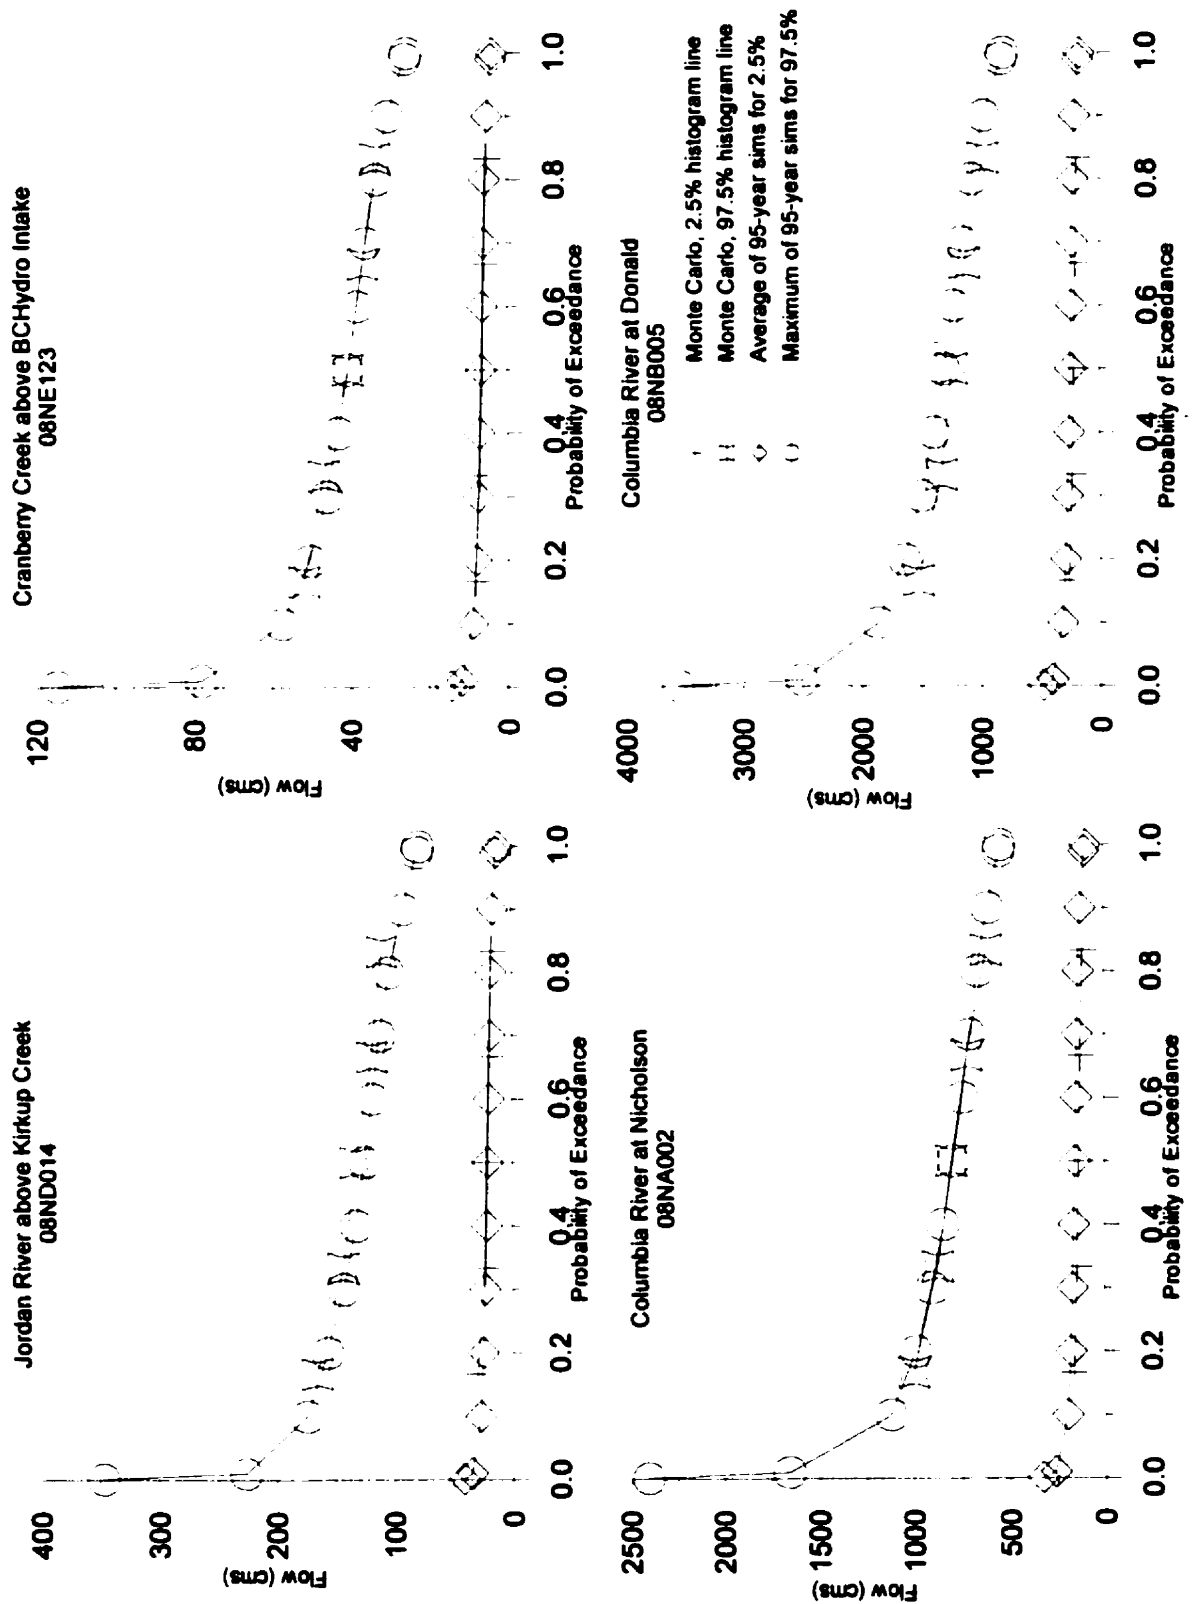 Jordan River above Kirkup Creek
08ND014
400
300
200
100
0
Flow (cms)
0.0 0.2 0.4 0.6 0.8 1.0
Probability of Exceedance
Cranberry Creek above BCHydro Intake
08NE123
120
80
40
0
Flow (cms)
0.0 0.2 0.4 0.6 0.8 1.0
Probability of Exceedance
Columbia River at Nicholson
08NA002
2500
2000
1500
1000
500
0
Flow (cms)
0.0 0.2 0.4 0.6 0.8 1.0
Probability of Exceedance
Columbia River at Donald
08NB005
Monte Carlo, 2.5% histogram line
Monte Carlo, 97.5% histogram line
Average of 95-year sims for 2.5%
Maximum of 95-year sims for 97.5%
4000
3000
2000
1000
0
Flow (cms)
0.0 0.2 0.4 0.6 0.8 1.0
Probability of Exceedance